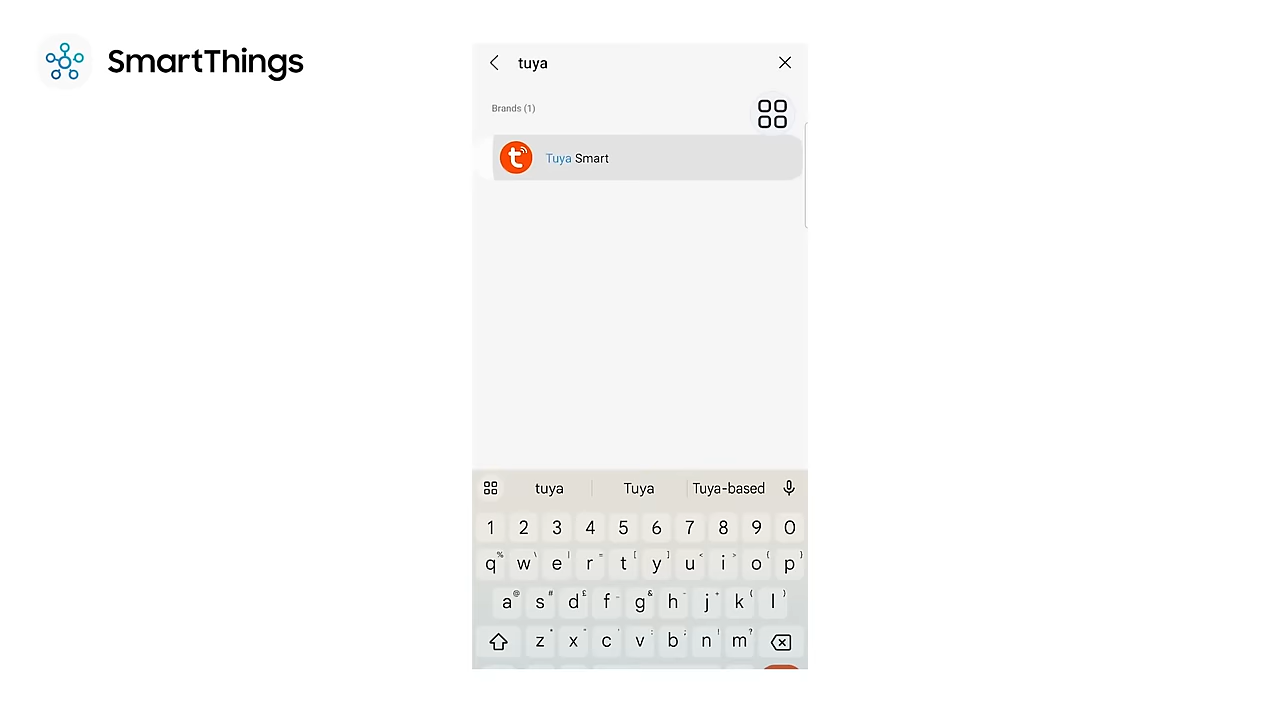 SmartThings
tuya
Brands (1)
Tuya Smart
tuya Tuya Tuya-based
1 2 3 4 5 6 7 8 9 0
q% w\ e| r= t[ y] u< i> o{ p}
a@ s# d£ f_ g& h- j+ k( l)
z* x" c' v: b; n! m?